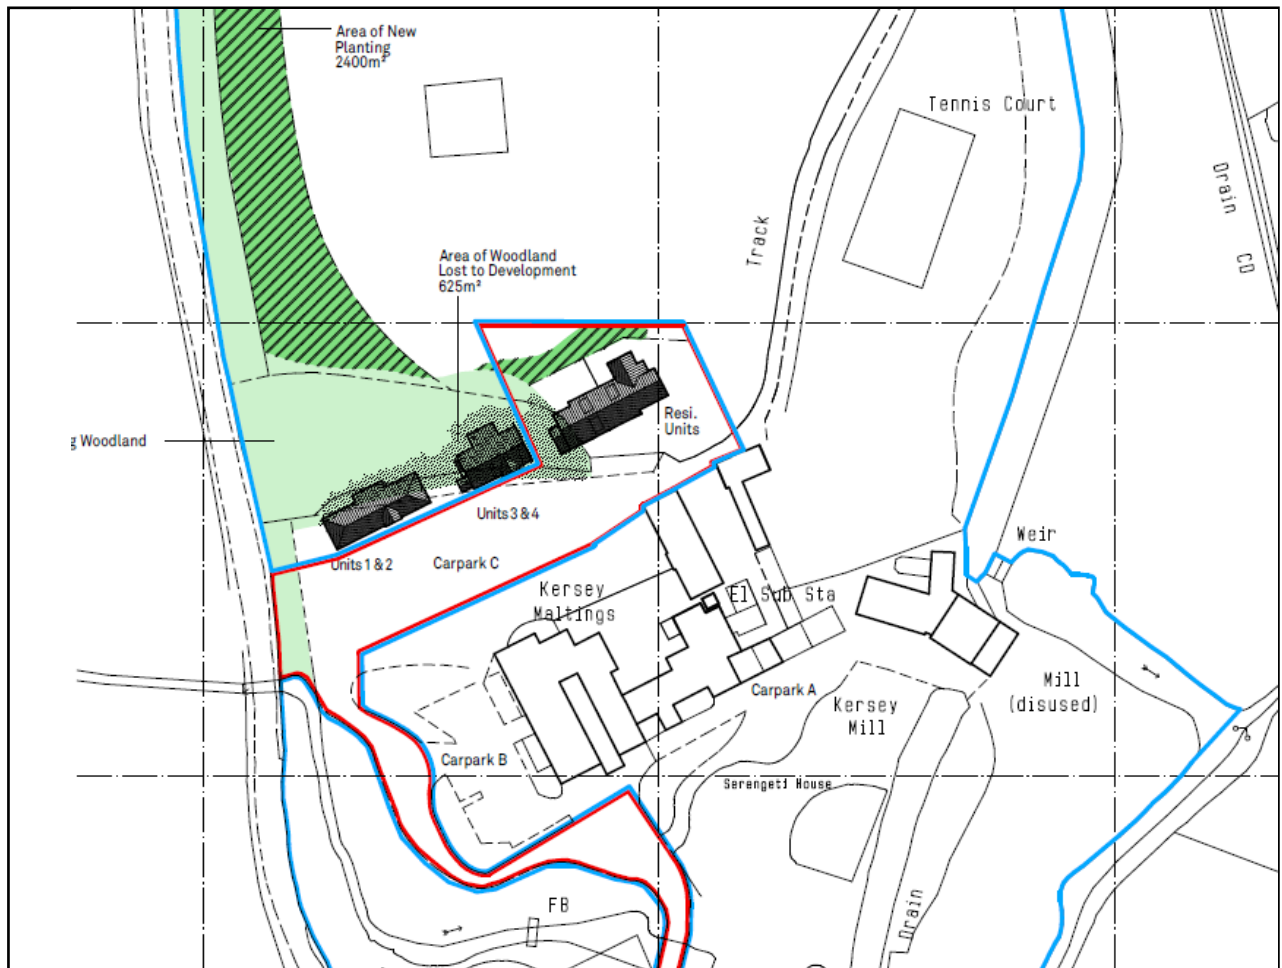 Area of New
Planting
2400m²
Tennis Court
Drain
CD
Track
Area of Woodland
Lost to Development
625m²
g Woodland
Resi.
Units
Units 3 & 4
Units 1 & 2
Carpark C
Weir
Kersey
Maltings
El Sub Sta
Carpark A
Kersey
Mill
Mill
(disused)
Carpark B
Serengeti House
FB
Drain